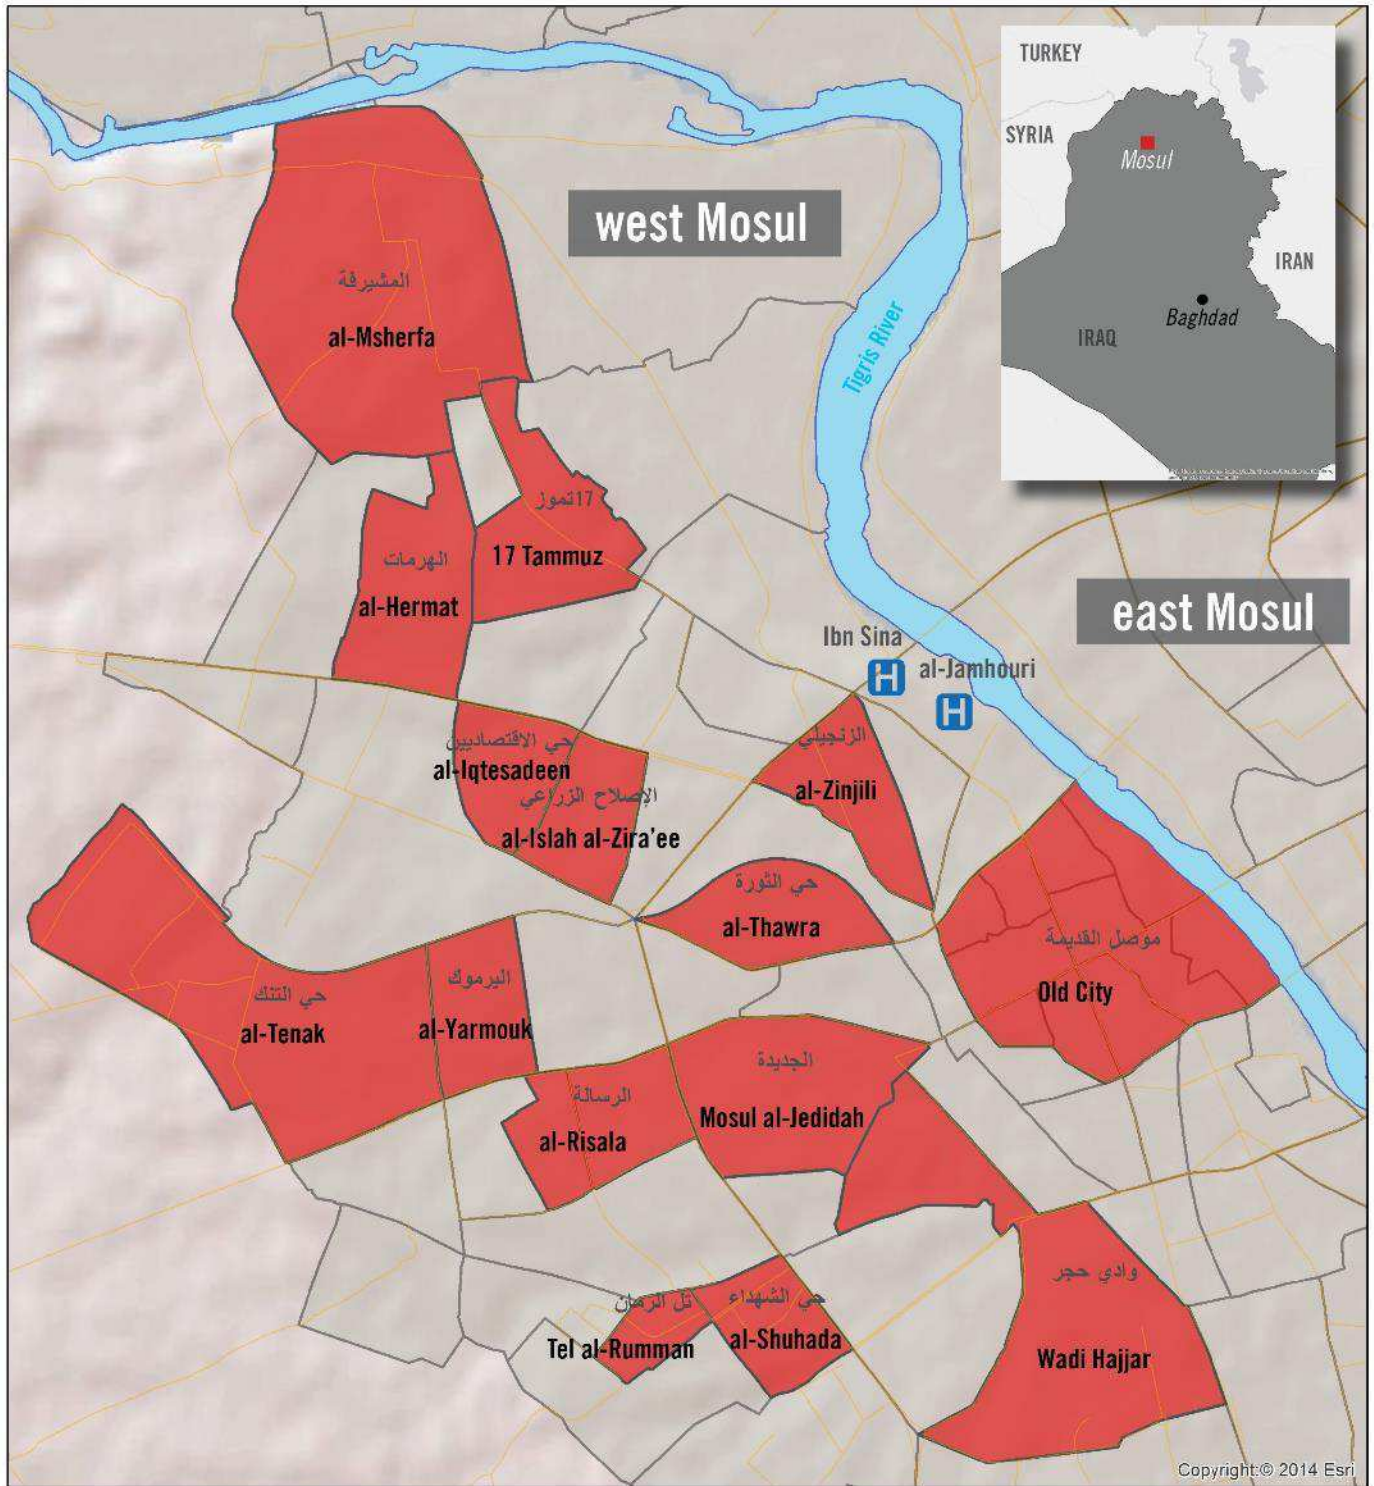 TURKEY
SYRIA
Mosul
IRAN
Baghdad
IRAQ
west Mosul
Tigris River
المشيرفة
al-Msherfa
17تموز
17 Tammuz
الهرمات
al-Hermat
east Mosul
Ibn Sina
H
al-Jamhouri
H
الزنجيلي
al-Zinjili
حي الاقتصاديين
al-Iqtesadeen
الإصلاح الزراعي
al-Islah al-Zira'ee
حي الثورة
al-Thawra
موصل القديمة
Old City
حي التنك
al-Tenak
اليرموك
al-Yarmouk
الجديدة
Mosul al-Jedidah
الرسالة
al-Risala
وادي حجر
Wadi Hajjar
تل الرمان
Tel al-Rumman
حي الشهداء
al-Shuhada
Copyright:© 2014 Esri